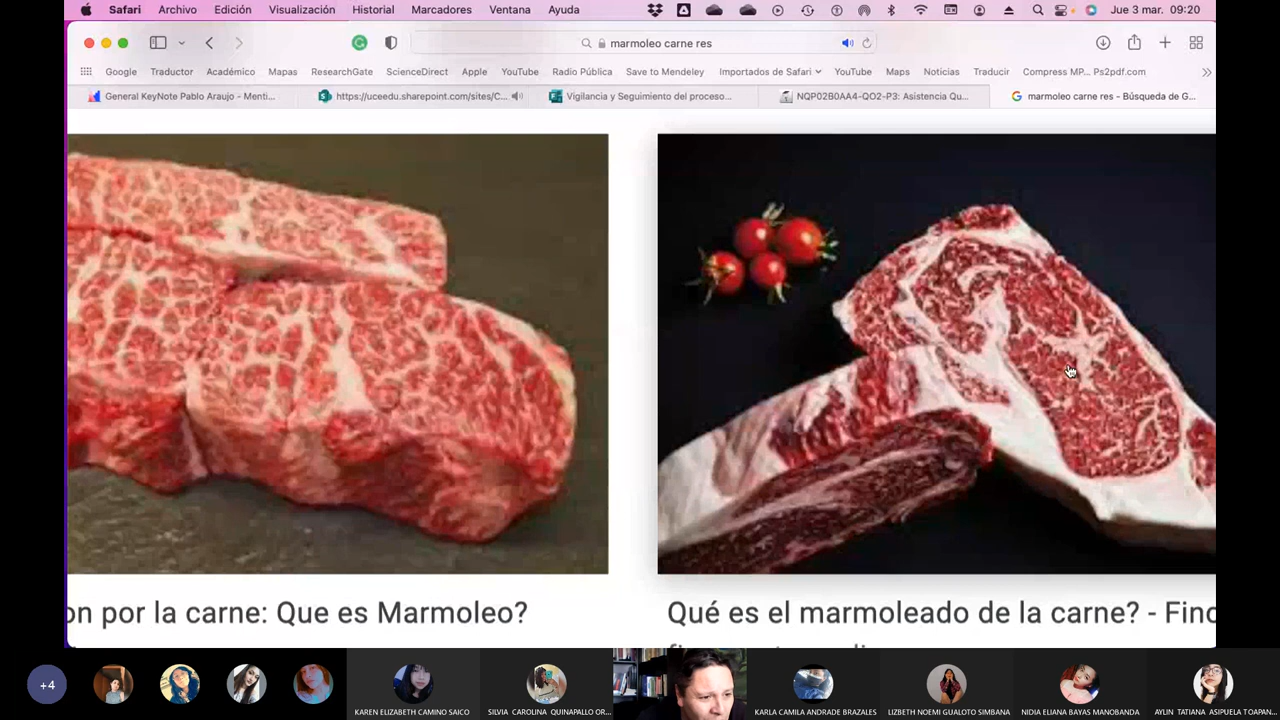 Safari Archivo Edición Visualización Historial Marcadores Ventana Ayuda Jue 3 mar. 09:20
marmoleo carne res
Google Traductor Académico Mapas ResearchGate ScienceDirect Apple YouTube Radio Pública Save to Mendeley Importados de Safari YouTube Maps Noticias Traducir Compress MP... Ps2pdf.com
General KeyNote Pablo Araujo - Menti... https://uceedu.sharepoint.com/sites/C... Vigilancia y Seguimiento del proceso... NQP02B0AA4-QO2-P3: Asistencia Qu... marmoleo carne res - Búsqueda de G...
on por la carne: Que es Marmoleo? Qué es el marmoleado de la carne? - Finc
+4
KAREN ELIZABETH CAMINO SAICO SILVIA CAROLINA QUINAPALLO OR... KARLA CAMILA ANDRADE BRAZALES LIZBETH NOEMI GUALOTO SIMBANA NIDIA ELIANA BAYAS MANOBANDA AYLIN TATIANA ASIPUELA TOAPAN...